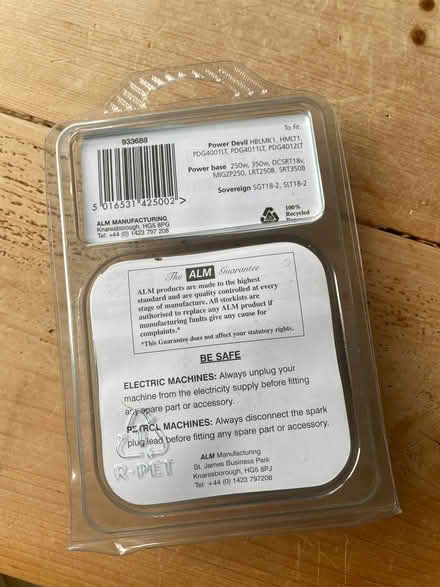 933688
5 016531 425002 >
ALM MANUFACTURING
Knaresborough, HG5 8PG
Tel: +44 (0) 1423 797 208
To fit:
Power Devil HBLMK1, HMLT1,
PDG4001LT, PDG4011LT, PDG4012LT
Power base 250w, 350w, DCSRT18v,
MIGZP250, LRT250B, SRT350B
Sovereign SGT18-2, SLT18-2
100%
Recycled
The ALM Guarantee
ALM products are made to the highest
standard and are quality controlled at every
stage of manufacture. All stockists are
authorised to replace any ALM product if
manufacturing faults give any cause for
complaints.*
*This Guarantee does not affect your statutory rights.
BE SAFE
ELECTRIC MACHINES: Always unplug your
machine from the electricity supply before fitting
any spare part or accessory.
PETROL MACHINES: Always disconnect the spark
plug lead before fitting any spare part or accessory.
1
R-PET
ALM Manufacturing
St. James Business Park
Knaresborough, HG5 8PJ
Tel: +44 (0) 1423 797208